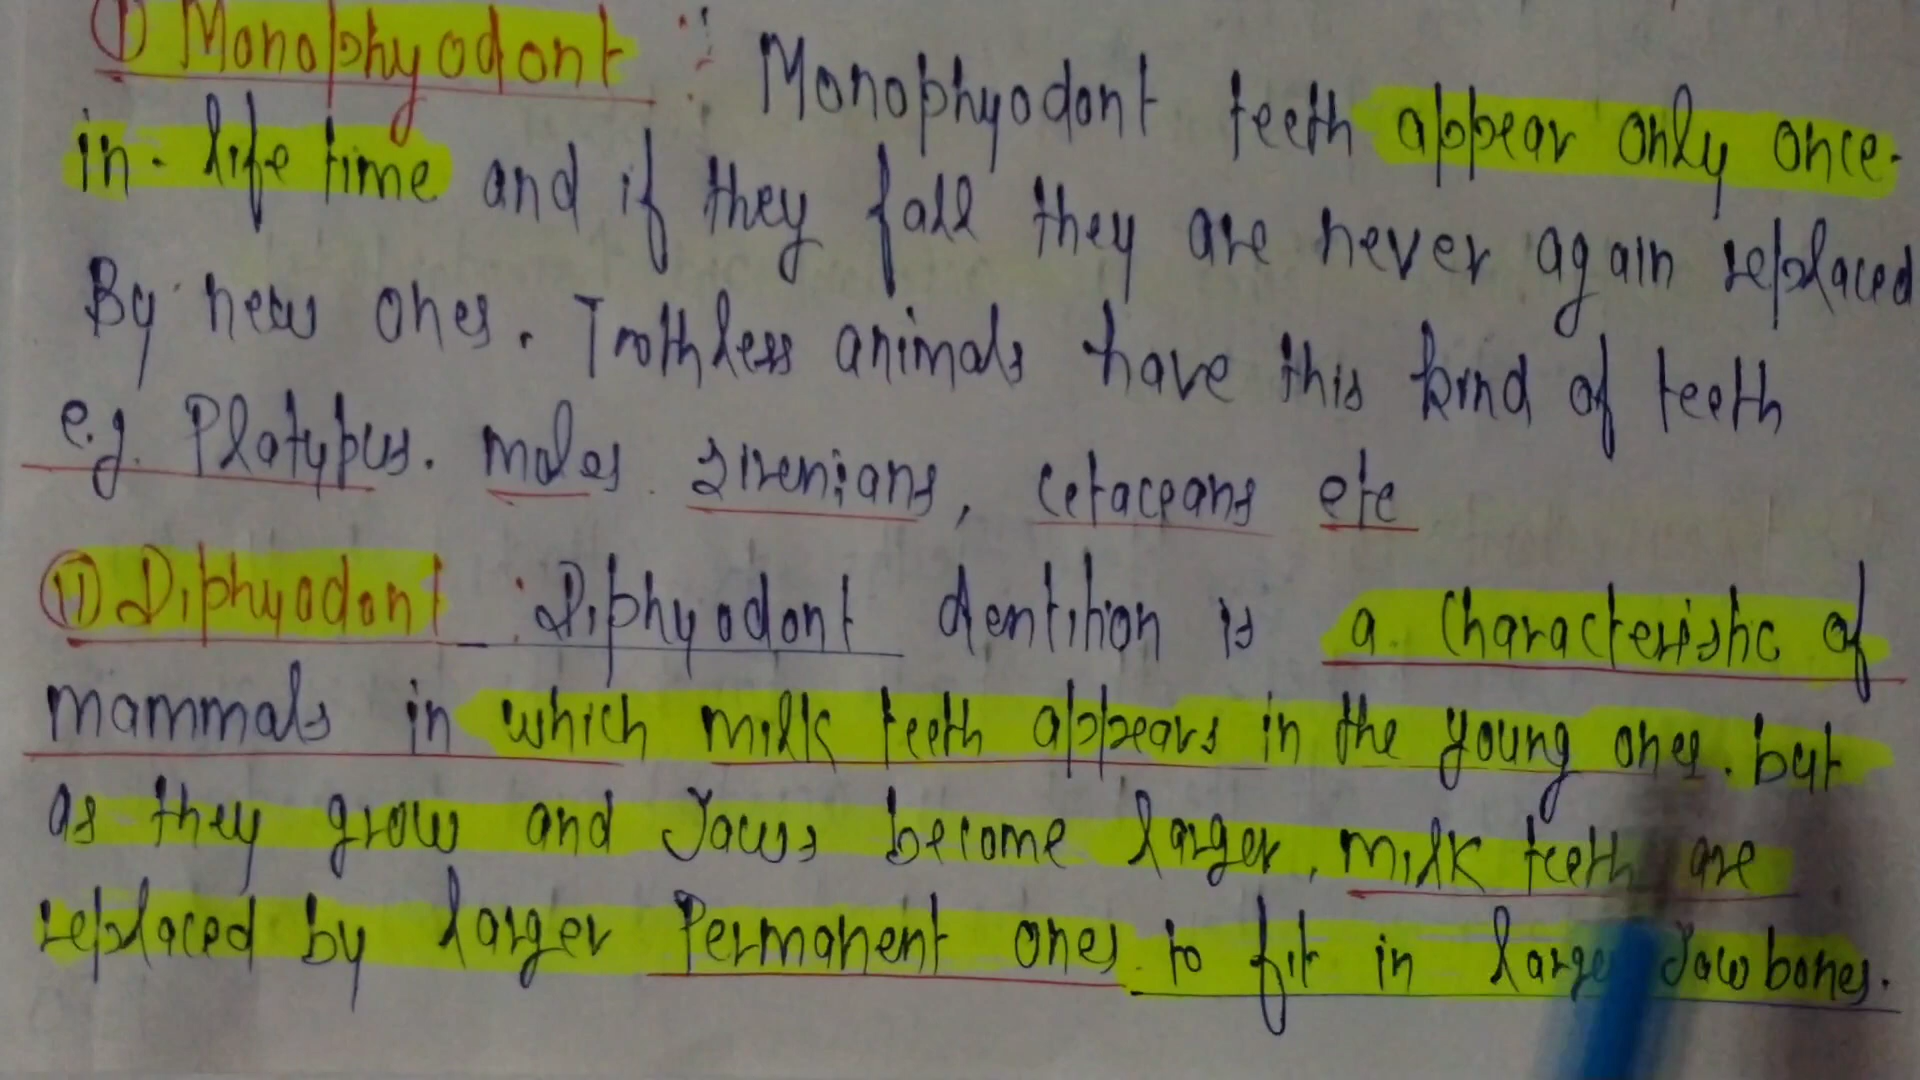 (I) Monophyodont : Monophyodont teeth appear only once
in-life time and if they fall they are never again replaced
By new ones. Toothless animals have this kind of teeth
e.g. Platypus. moles sirenians, cetaceans etc
(II) Diphyodont : Diphyodont dentition is a characteristic of
mammals in which milk teeth appears in the young ones. but
as they grow and Jaws become larger, milk teeth are
replaced by larger Permanent ones to fit in large Jaw bones.